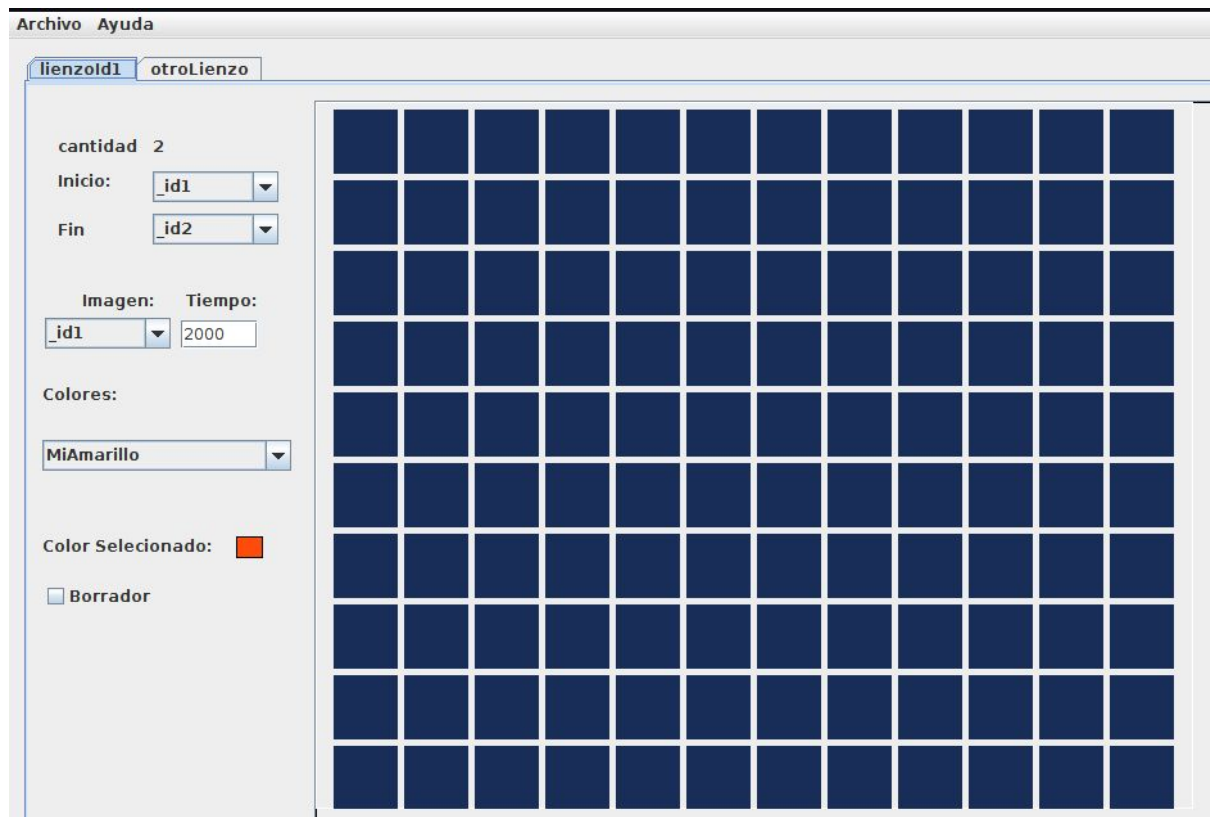 Archivo Ayuda
lienzoId1 otroLienzo
cantidad 2
Inicio: _id1
Fin _id2
Imagen: Tiempo:
_id1 2000
Colores:
MiAmarillo
Color Selecionado:
Borrador